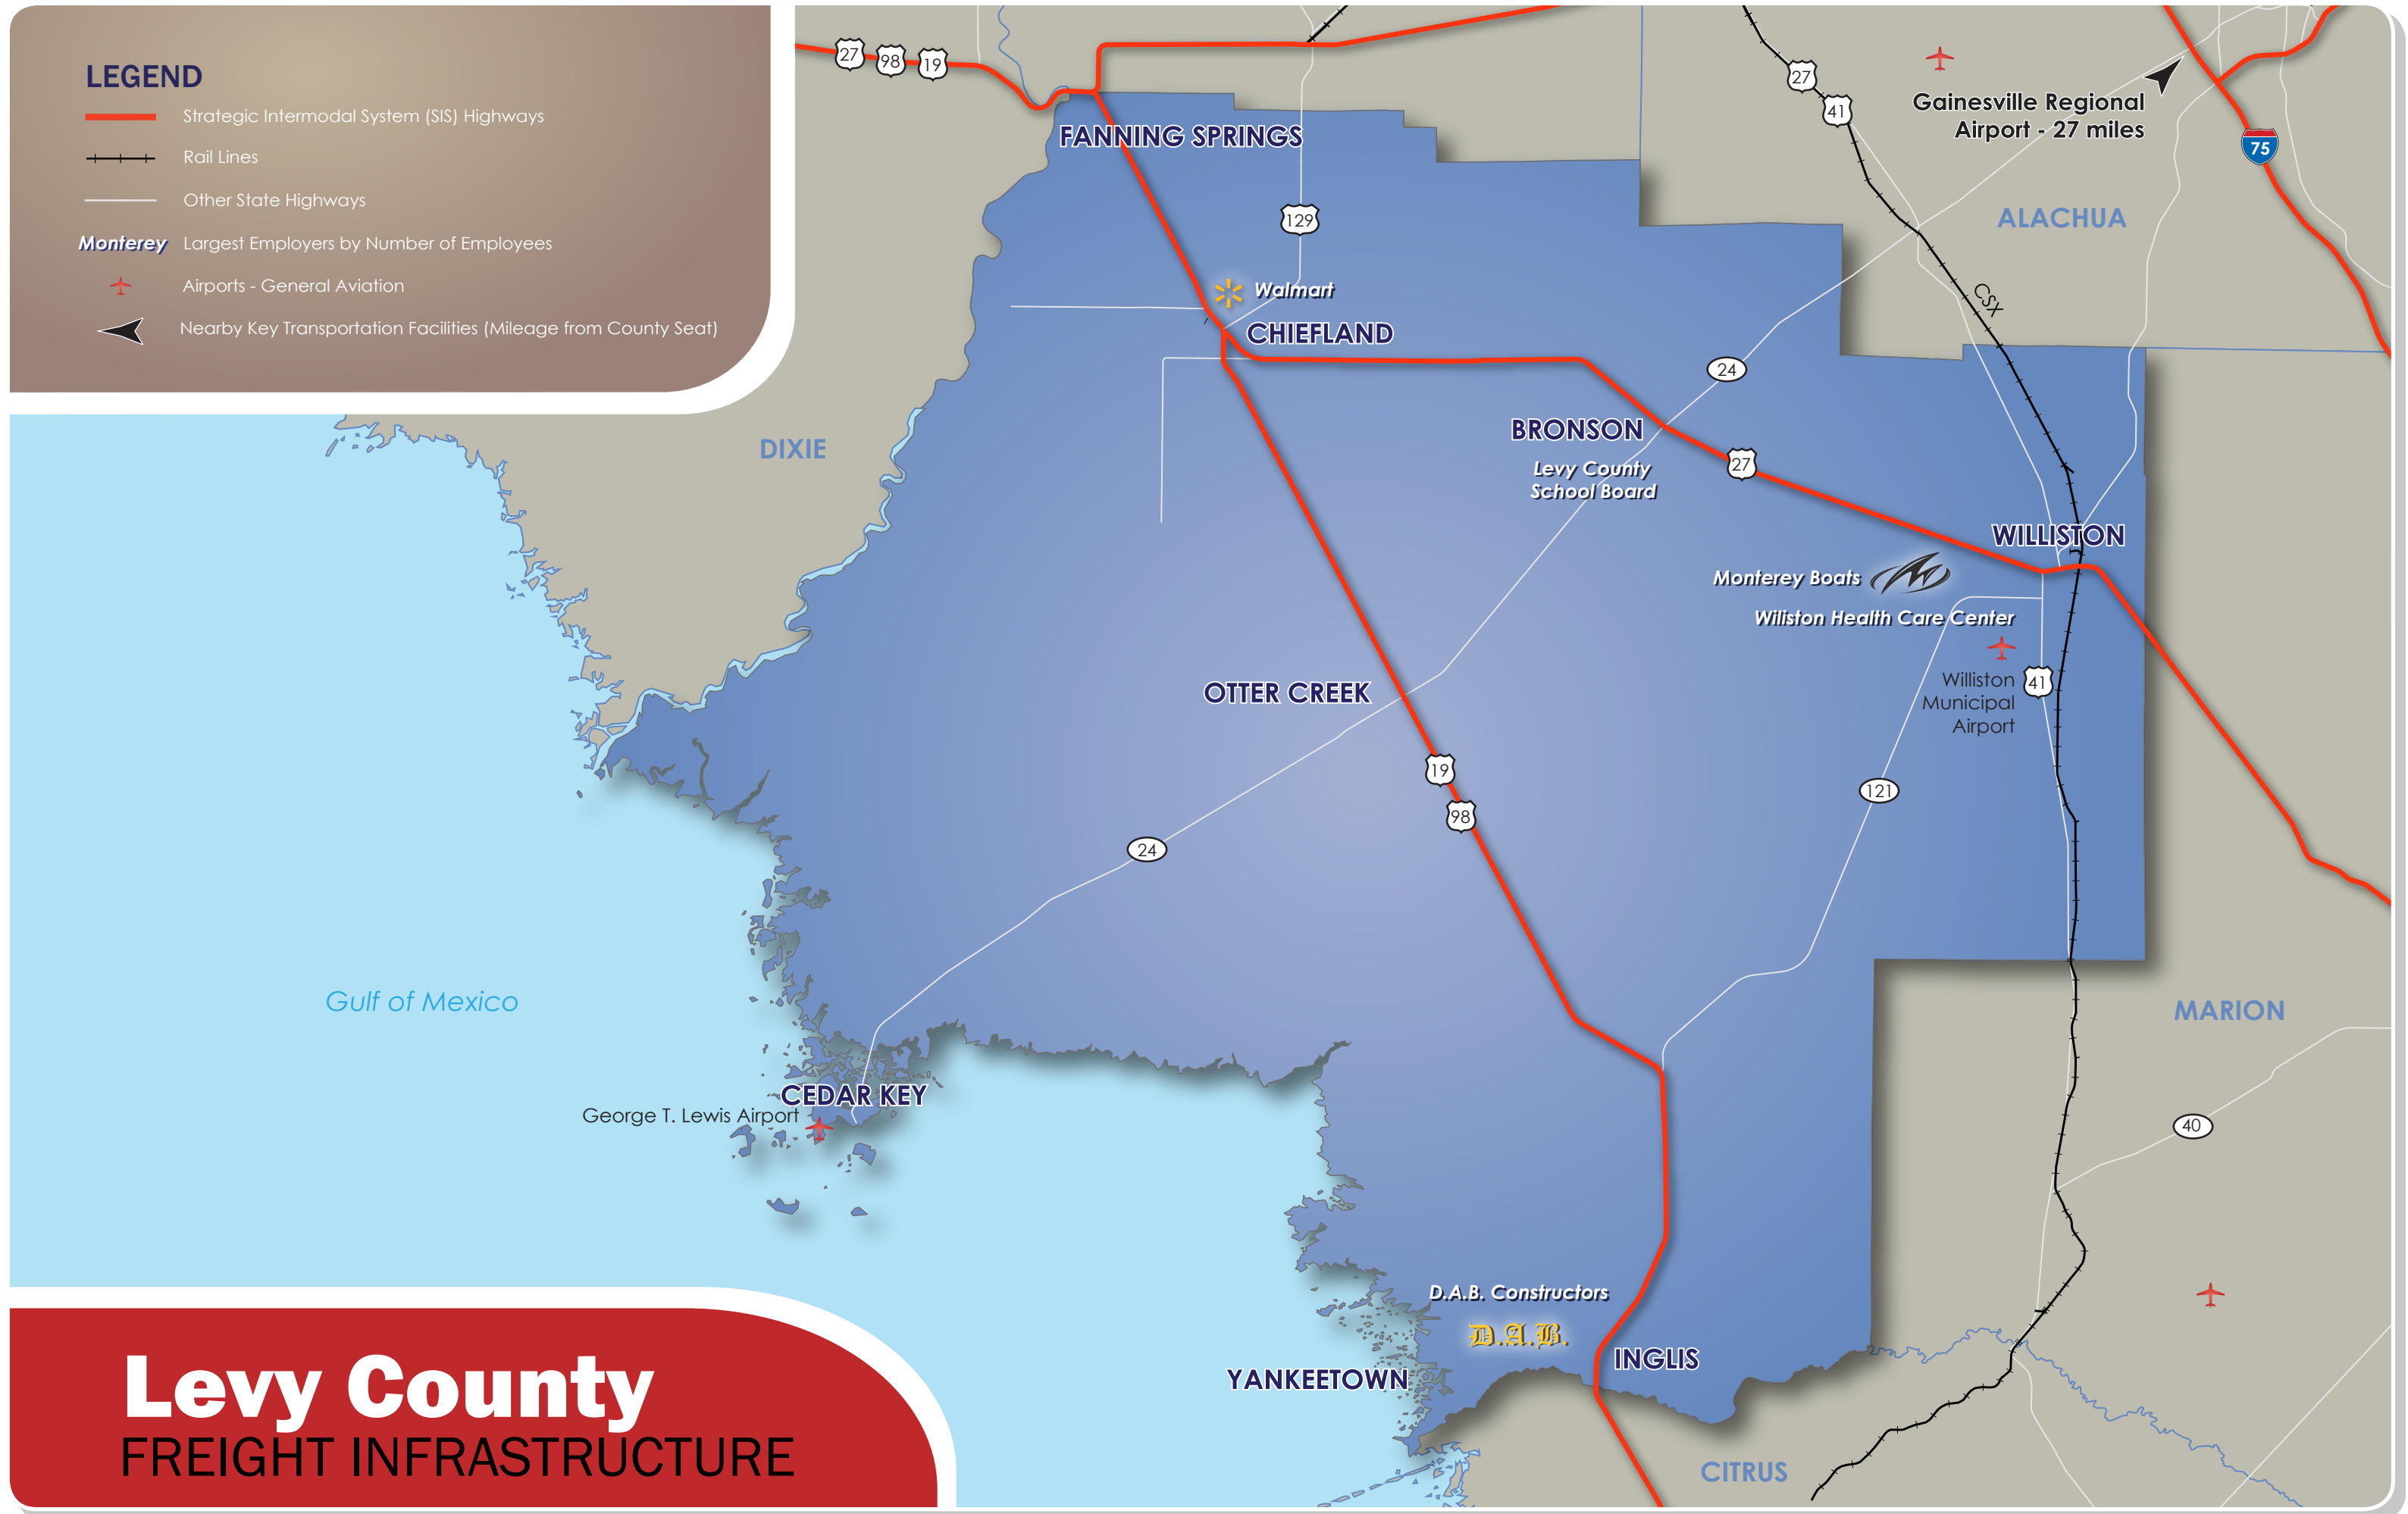 LEGEND
Strategic Intermodal System (SIS) Highways
Rail Lines
Other State Highways
Monterey Largest Employers by Number of Employees
Airports - General Aviation
Nearby Key Transportation Facilities (Mileage from County Seat)
27 98 19
27
41
Gainesville Regional
Airport - 27 miles
75
FANNING SPRINGS
129
ALACHUA
Walmart
CSX
CHIEFLAND
24
DIXIE
BRONSON
27
Levy County
School Board
WILLISTON
Monterey Boats
Wiliston Health Care Center
OTTER CREEK
Williston
Municipal
Airport
41
19
98
121
24
Gulf of Mexico
MARION
CEDAR KEY
George T. Lewis Airport
40
D.A.B. Constructors
D.A.B.
INGLIS
YANKEETOWN
CITRUS
Levy County
FREIGHT INFRASTRUCTURE